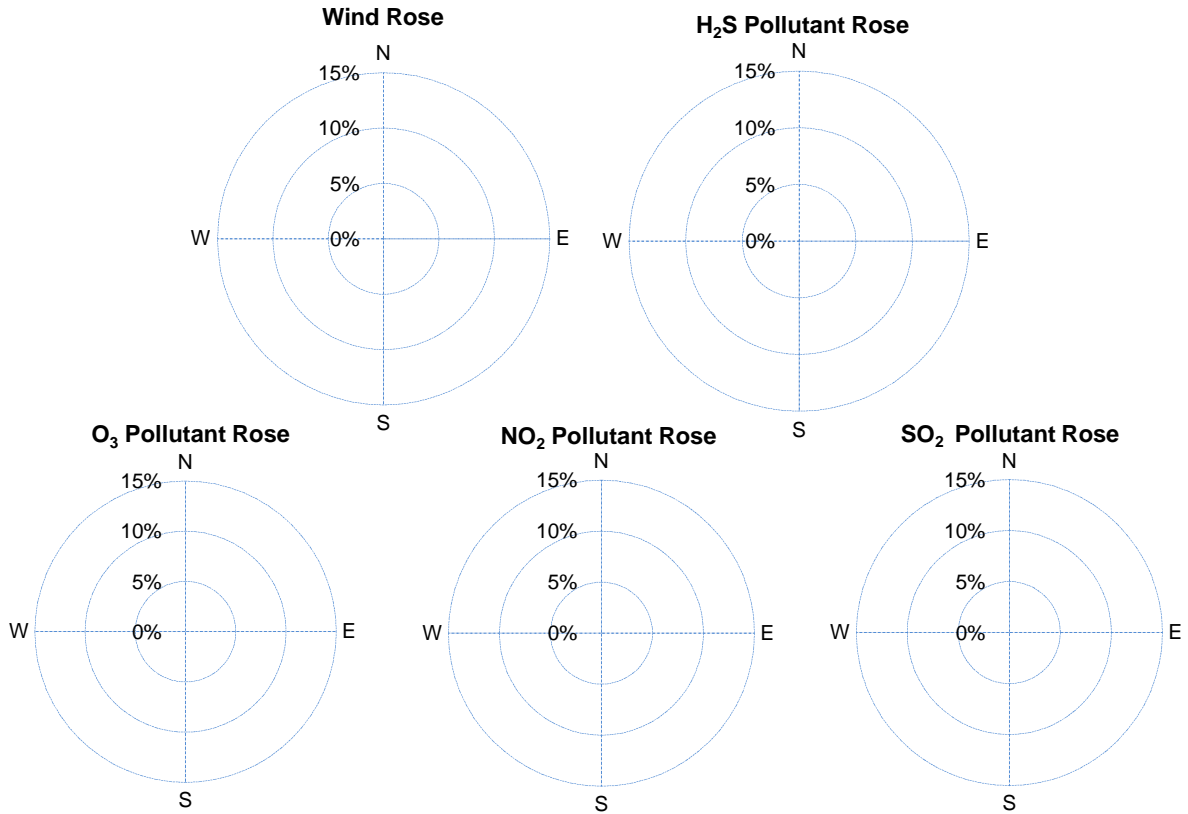 Wind Rose
N
15%
10%
5%
W
0%
E
S
H₂S Pollutant Rose
N
15%
10%
5%
W
0%
E
S
O₃ Pollutant Rose
N
15%
10%
5%
W
0%
E
S
NO₂ Pollutant Rose
N
15%
10%
5%
W
0%
E
S
SO₂ Pollutant Rose
N
15%
10%
5%
W
0%
E
S